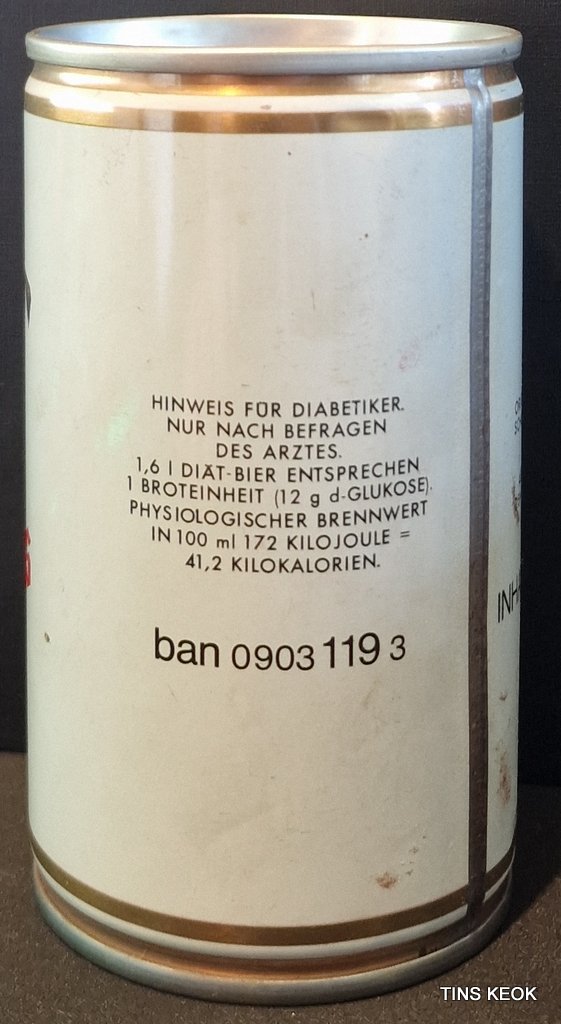 HINWEIS FÜR DIABETIKER.
NUR NACH BEFRAGEN
DES ARZTES.
1,6 l DIÄT-BIER ENTSPRECHEN
1 BROTEINHEIT (12 g d-GLUKOSE).
PHYSIOLOGISCHER BRENNWERT
IN 100 ml 172 KILOJOULE =
41,2 KILOKALORIEN.
ban 0903 119 3
TINS KEOK